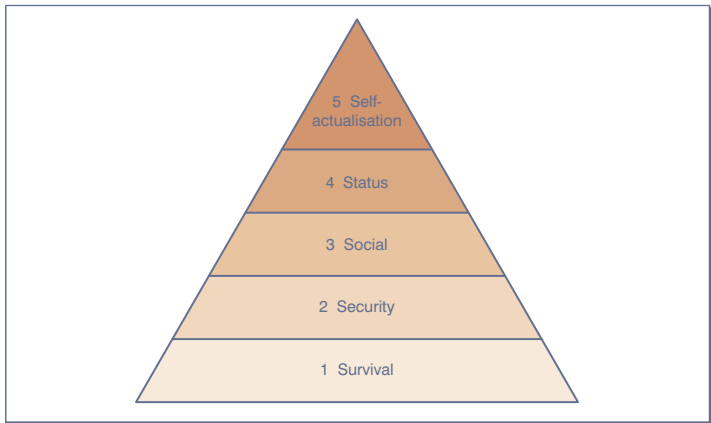 5 Self-
actualisation
4 Status
3 Social
2 Security
1 Survival